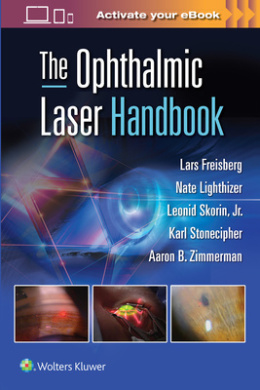 Activate your eBook
The Ophthalmic
Laser Handbook
Lars Freisberg
Nate Lighthizer
Leonid Skorin, Jr.
Karl Stonecipher
Aaron B. Zimmerman
Wolters Kluwer